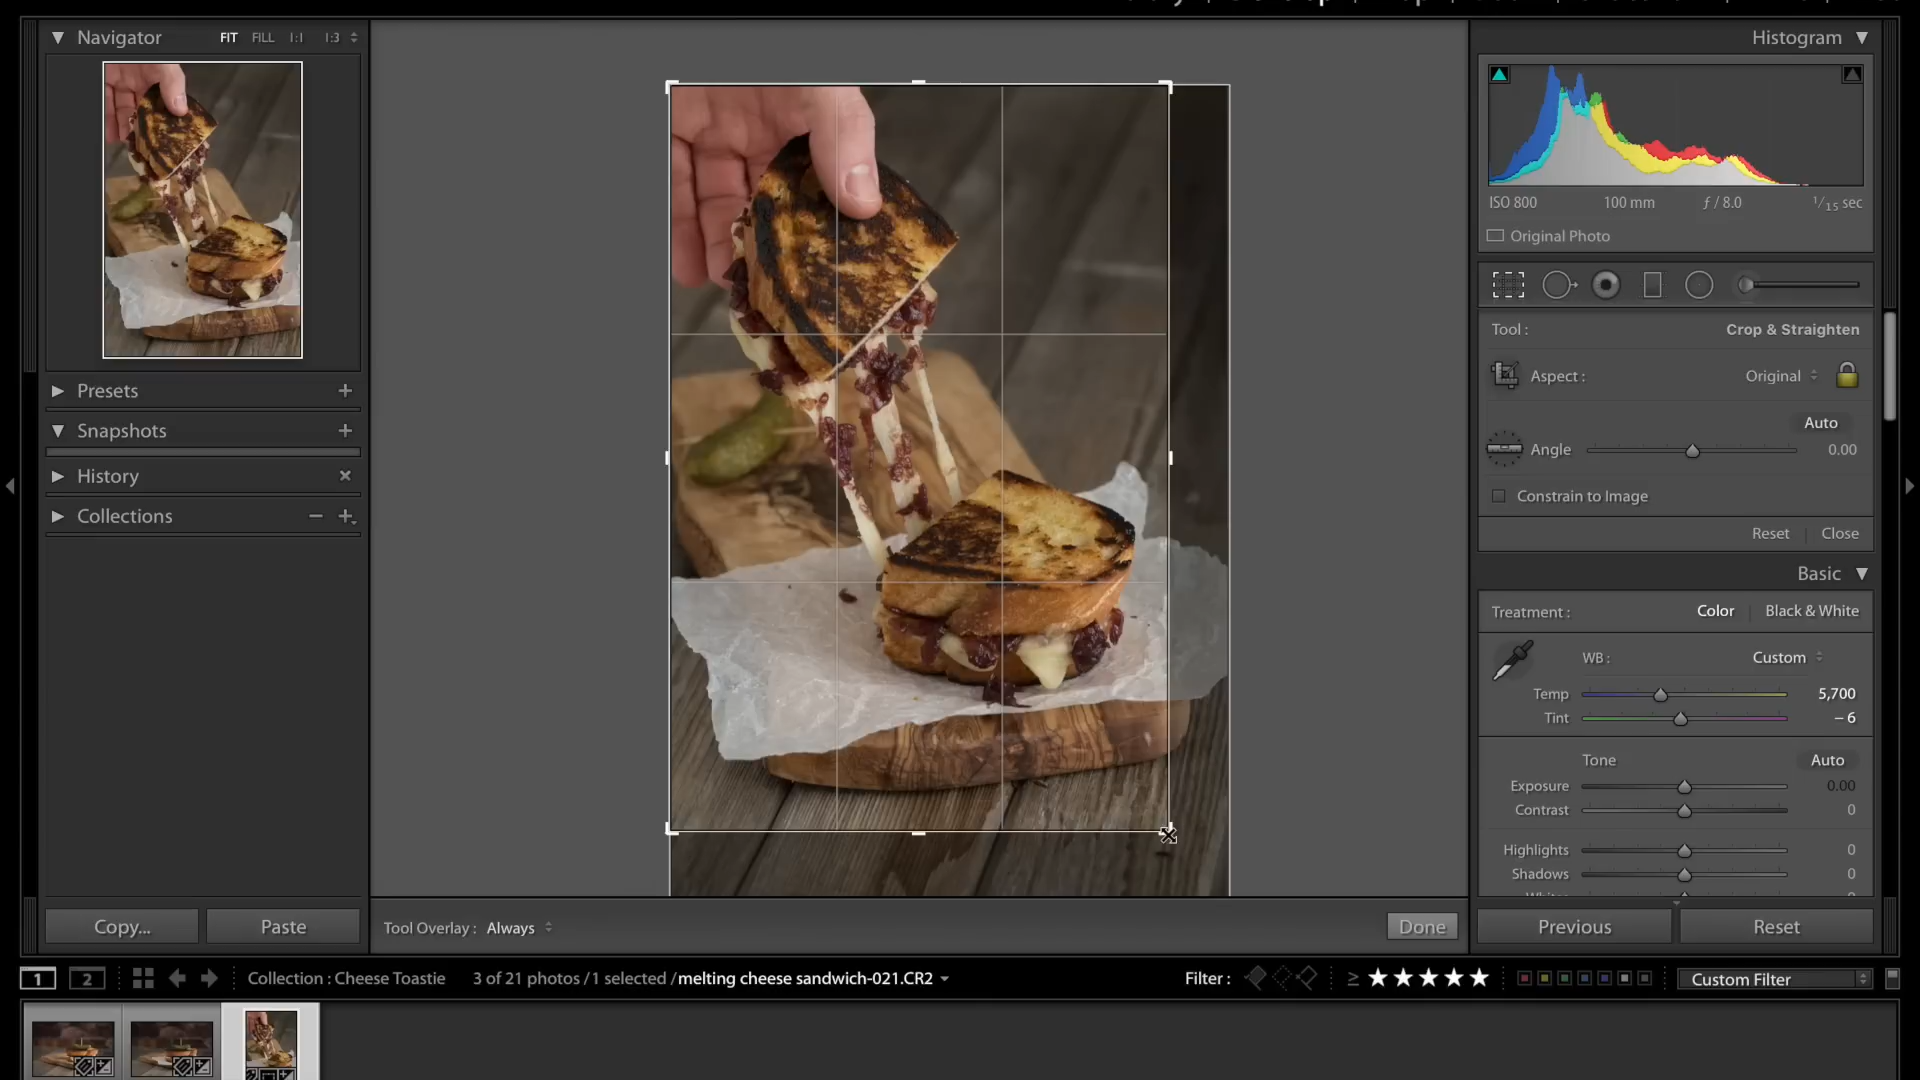 Navigator FIT FILL 1:1 1:3
Histogram
ISO 800 100 mm ƒ / 8.0 1/15 sec
Original Photo
Tool : Crop & Straighten
Aspect : Original
Auto
Angle 0.00
Constrain to Image
Reset Close
Presets
Snapshots
History
Collections
Basic
Treatment : Color Black & White
WB : Custom
Temp 5,700
Tint – 6
Tone Auto
Exposure 0.00
Contrast 0
Highlights 0
Shadows 0
Copy... Paste
Tool Overlay : Always Done
Previous Reset
1 2 Collection : Cheese Toastie 3 of 21 photos / 1 selected / melting cheese sandwich-021.CR2 Filter : ≥ ★★★★★ Custom Filter